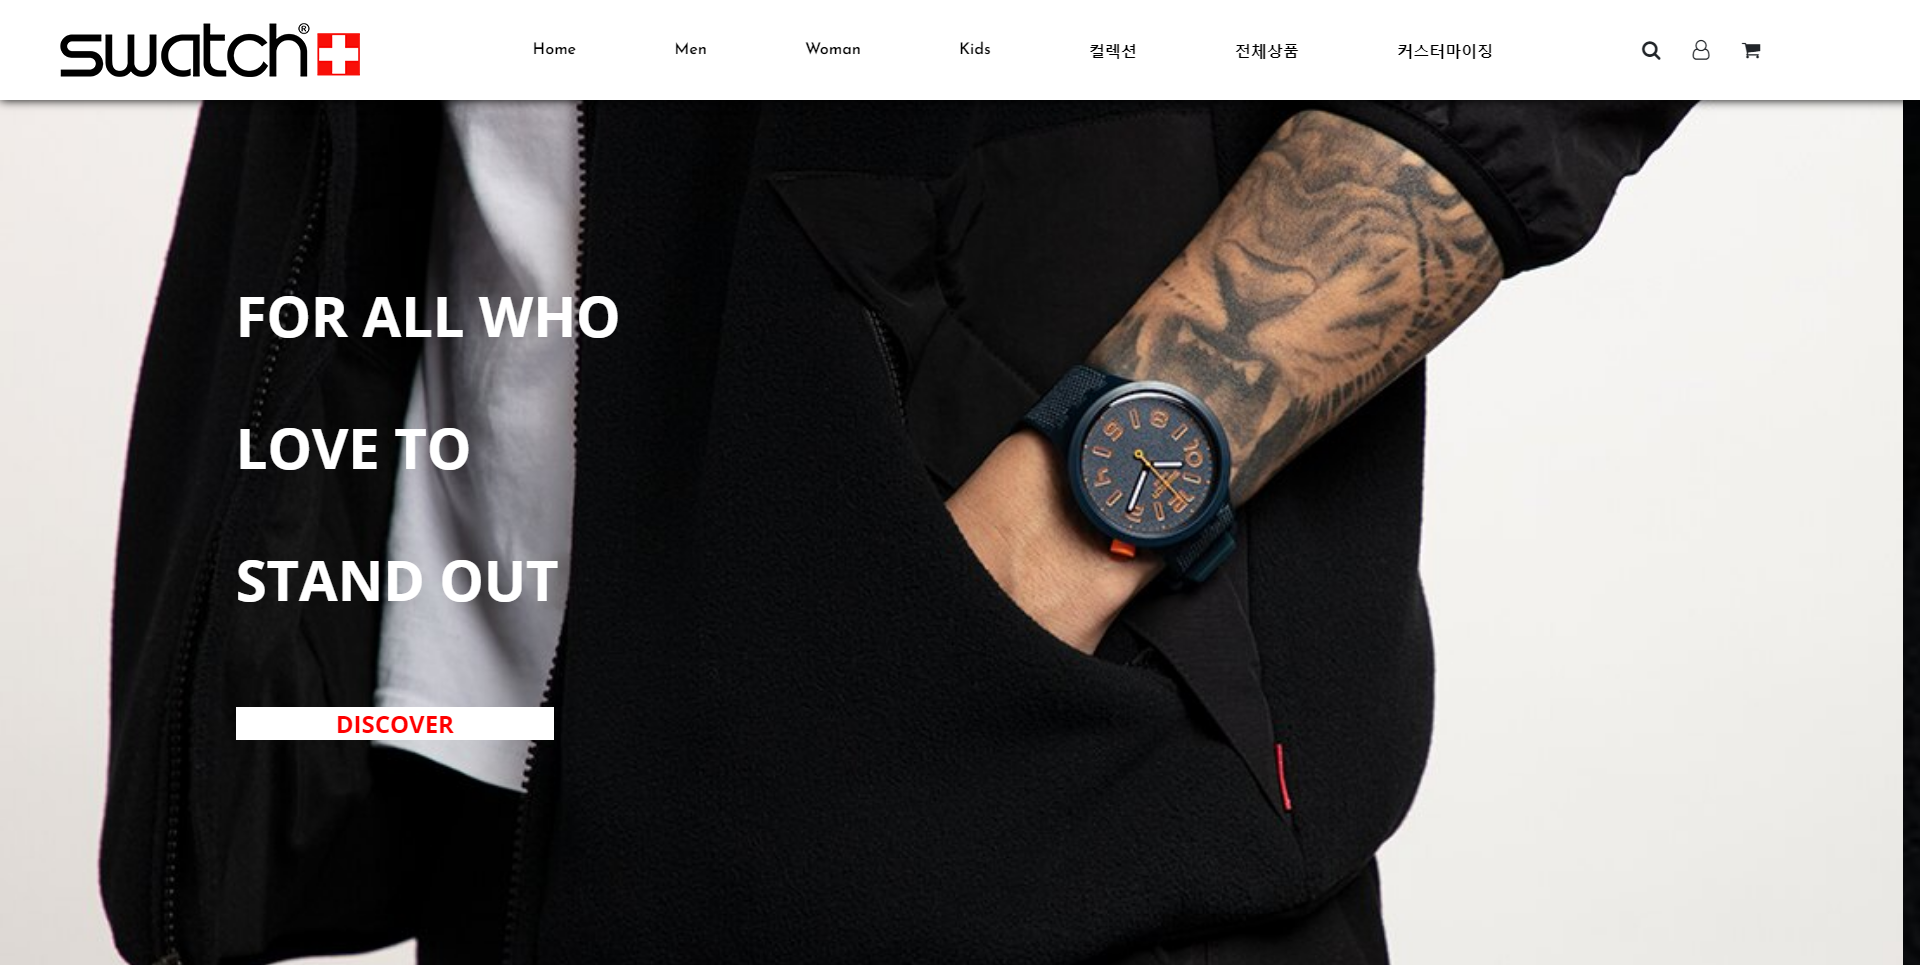 swatch®
Home
Men
Woman
Kids
컬렉션
전체상품
커스터마이징
FOR ALL WHO
LOVE TO
STAND OUT
DISCOVER